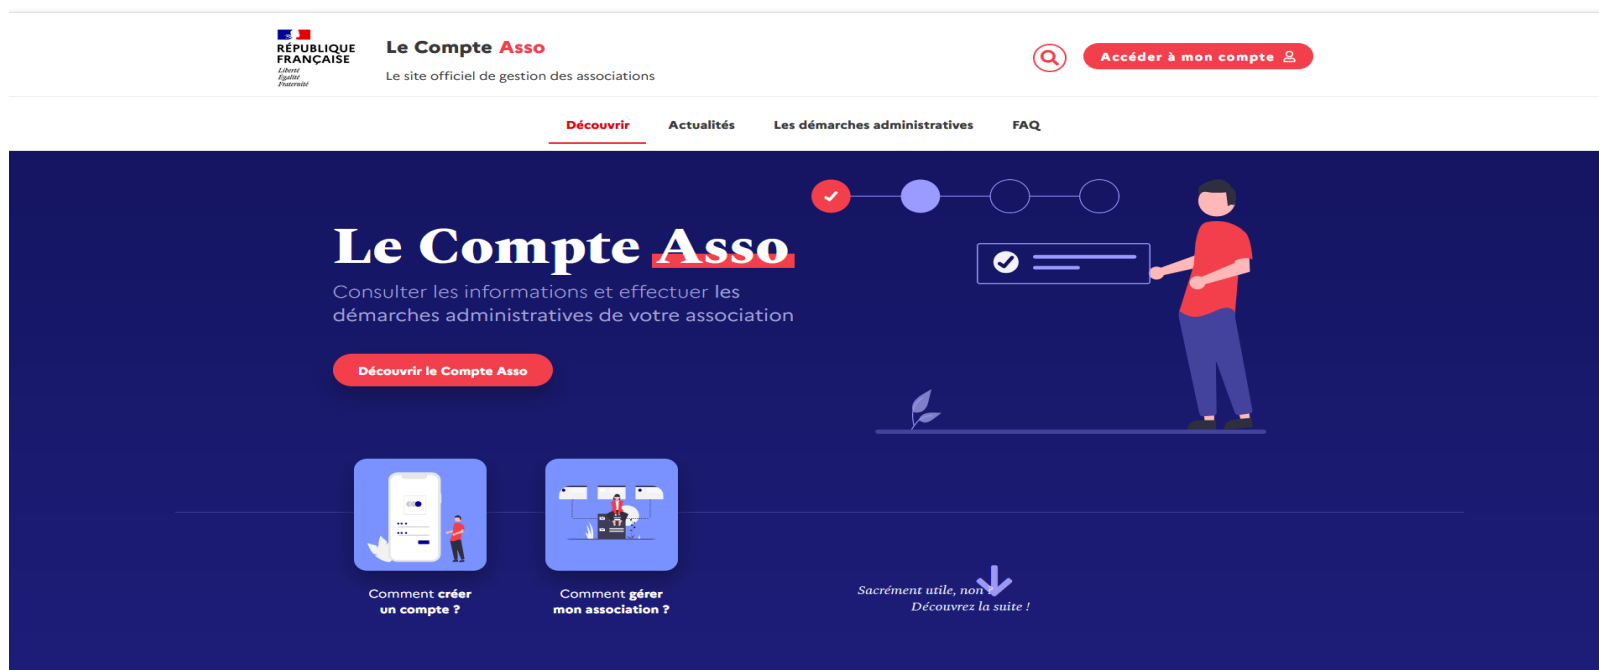 RÉPUBLIQUE
FRANÇAISE
Liberté
Égalité
Fraternité
Le Compte Asso
Le site officiel de gestion des associations
Accéder à mon compte
Découvrir
Actualités
Les démarches administratives
FAQ
Le Compte Asso
Consulter les informations et effectuer les
démarches administratives de votre association
Découvrir le Compte Asso
Comment créer
un compte ?
Comment gérer
mon association ?
Sacrément utile, non ?
Découvrez la suite !